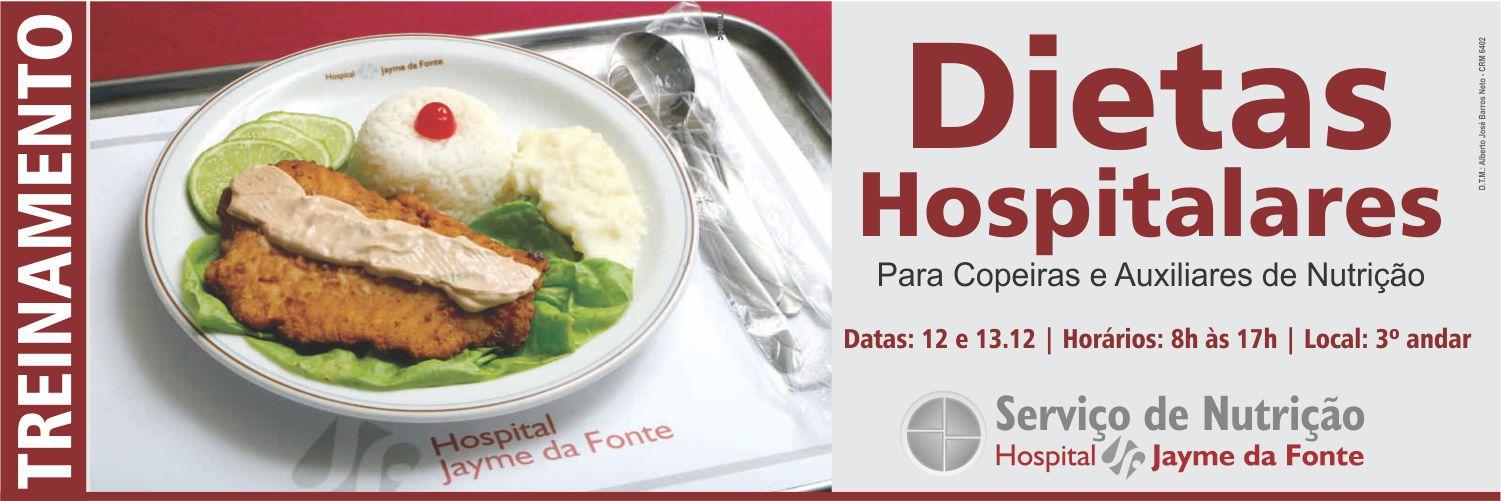 TREINAMENTO
Hospital Jayme da Fonte
Hospital
Jayme da Fonte
Dietas
Hospitalares
Para Copeiras e Auxiliares de Nutrição
Datas: 12 e 13.12 | Horários: 8h às 17h | Local: 3º andar
Serviço de Nutrição
Hospital Jayme da Fonte
D.T.M.: Alberto José Barros Neto - CRM 6402